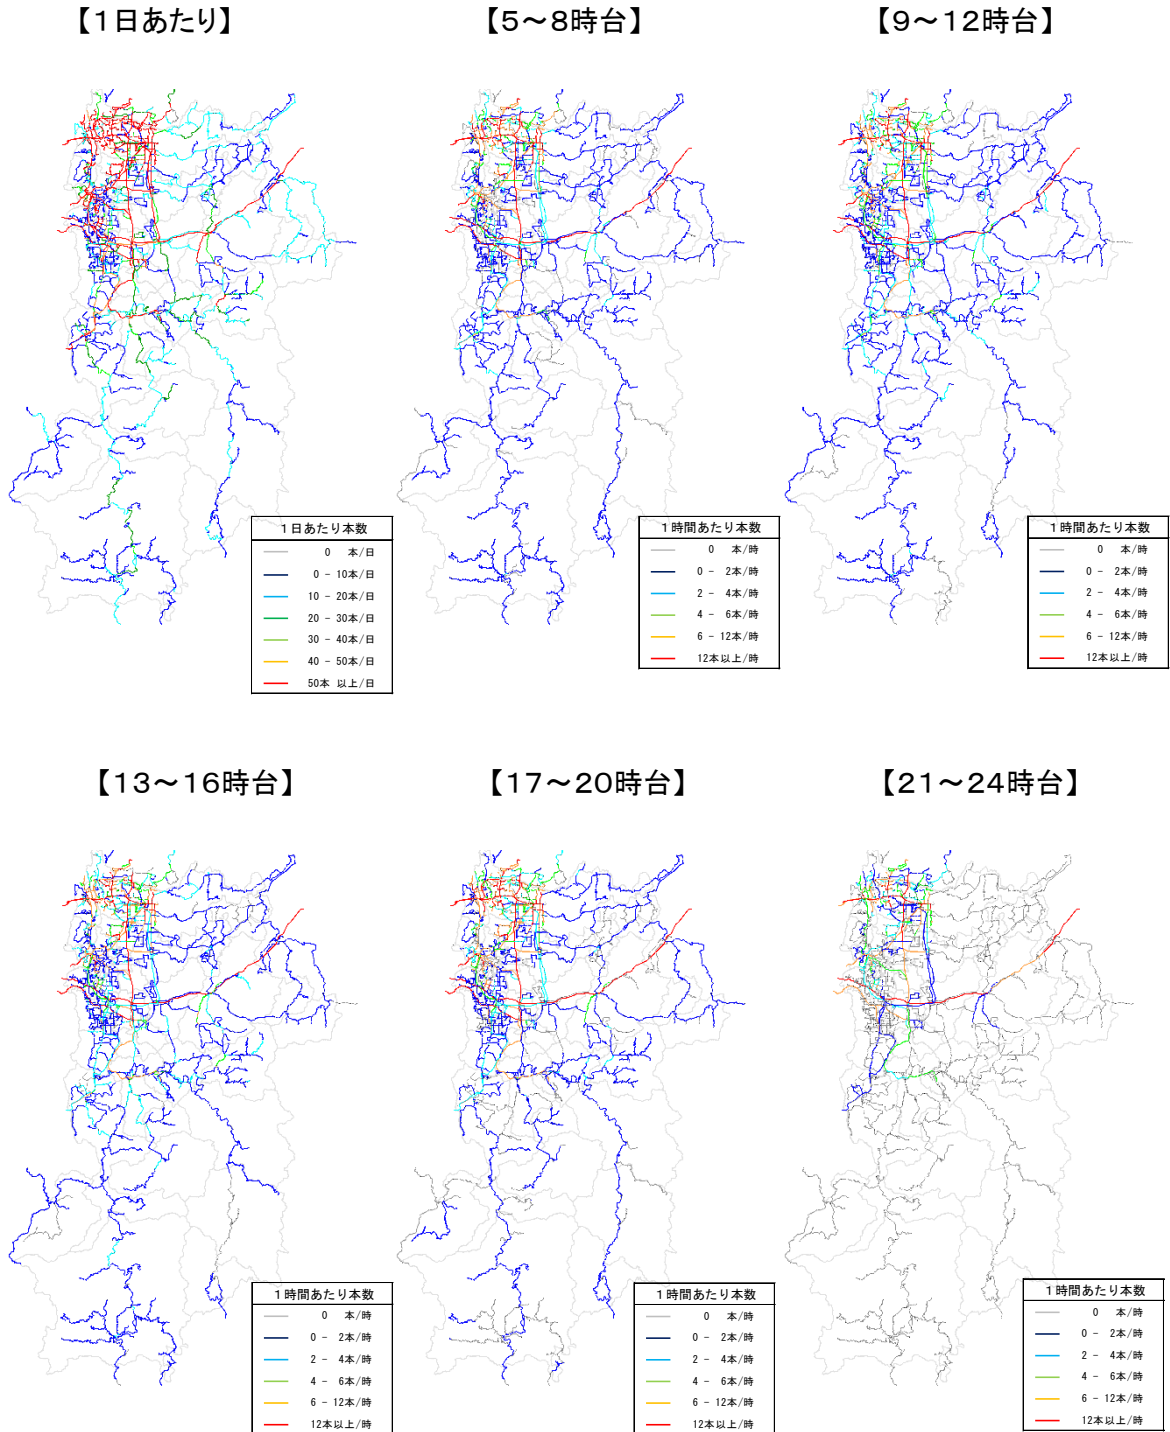 【１日あたり】
【５～８時台】
【９～１２時台】
１日あたり本数
0 本/日
0 - 10本/日
10 - 20本/日
20 - 30本/日
30 - 40本/日
40 - 50本/日
50本 以上/日
１時間あたり本数
0 本/時
0 - 2本/時
2 - 4本/時
4 - 6本/時
6 - 12本/時
12本以上/時
１時間あたり本数
0 本/時
0 - 2本/時
2 - 4本/時
4 - 6本/時
6 - 12本/時
12本以上/時
【１３～１６時台】
【１７～２０時台】
【２１～２４時台】
１時間あたり本数
0 本/時
0 - 2本/時
2 - 4本/時
4 - 6本/時
6 - 12本/時
12本以上/時
１時間あたり本数
0 本/時
0 - 2本/時
2 - 4本/時
4 - 6本/時
6 - 12本/時
12本以上/時
１時間あたり本数
0 本/時
0 - 2本/時
2 - 4本/時
4 - 6本/時
6 - 12本/時
12本以上/時